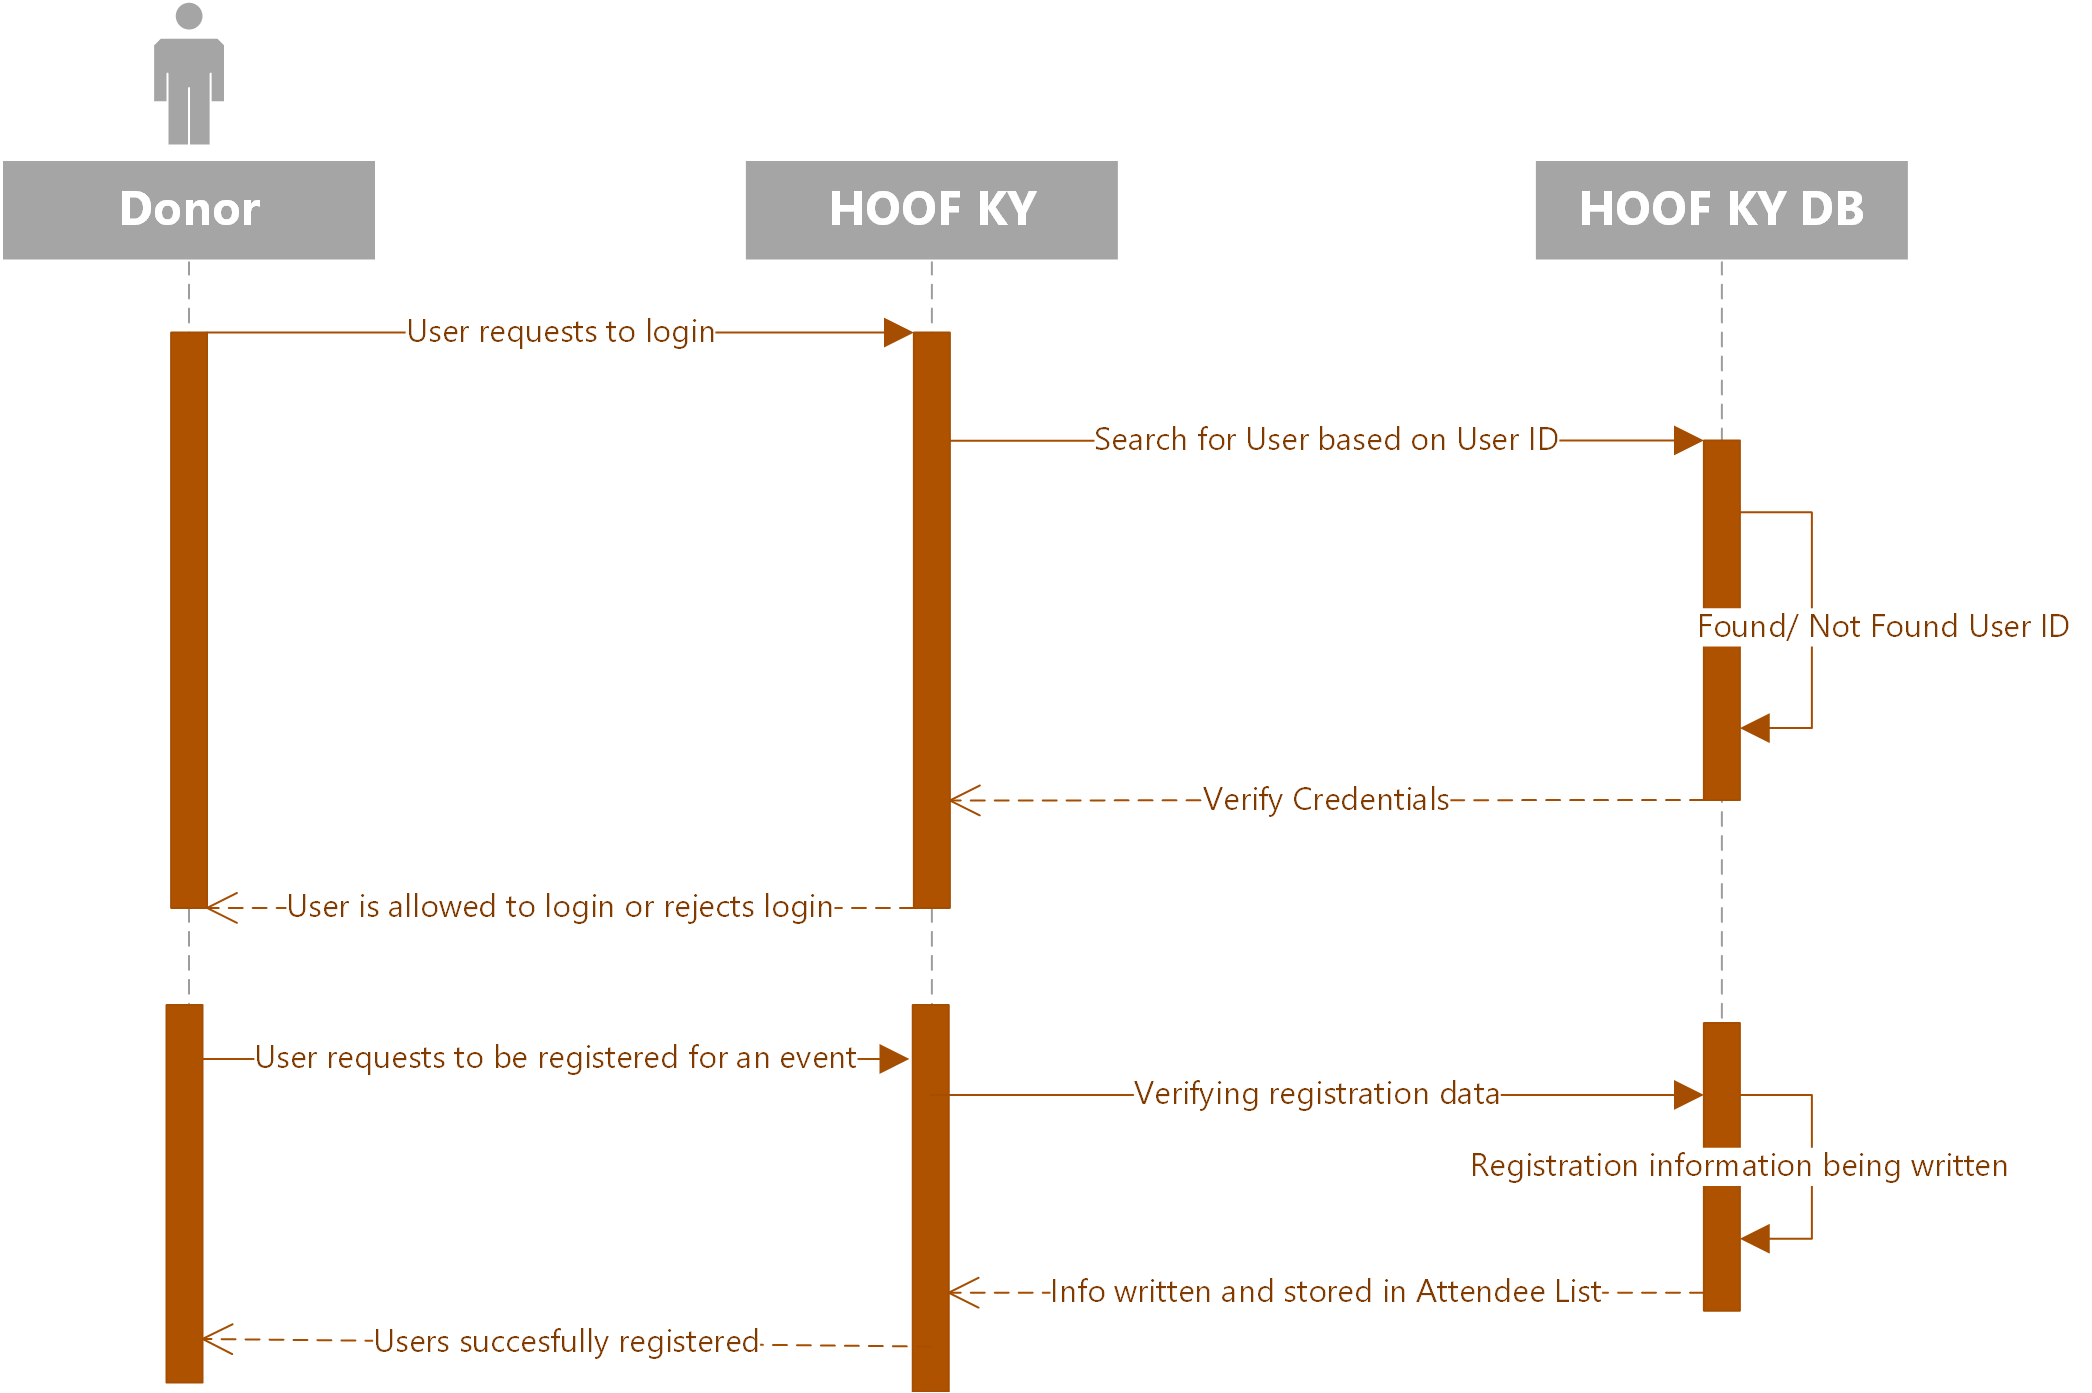 Donor
HOOF KY
HOOF KY DB
User requests to login
Search for User based on User ID
Found/ Not Found User ID
Verify Credentials
User is allowed to login or rejects login
User requests to be registered for an event
Verifying registration data
Registration information being written
Info written and stored in Attendee List
Users succesfully registered